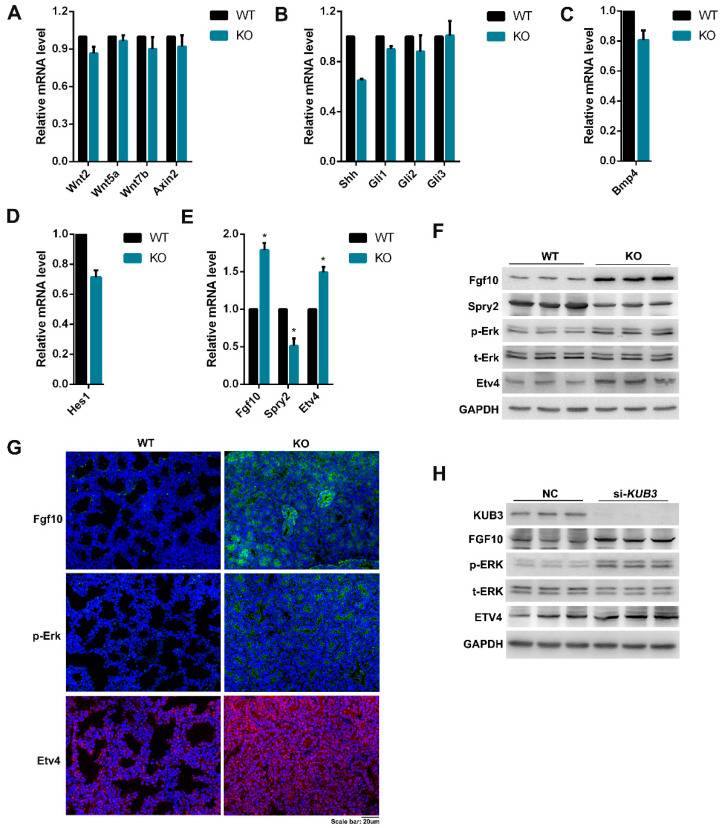 A
Relative mRNA level
1.2
0.9
0.6
0.3
0.0
WT
KO
Wnt2
Wnt5a
Wnt7b
Axin2
B
Relative mRNA level
1.2
0.8
0.4
0.0
WT
KO
Shh
Gli1
Gli2
Gli3
C
Relative mRNA level
1.0
0.8
0.6
0.4
0.2
0.0
WT
KO
Bmp4
D
Relative mRNA level
1.0
0.8
0.6
0.4
0.2
0.0
WT
KO
Hes1
E
Relative mRNA level
2.0
1.5
1.0
0.5
0.0
*
*
*
WT
KO
Fgf10
Spry2
Etv4
F
WT KO
Fgf10
Spry2
p-Erk
t-Erk
Etv4
GAPDH
G
WT KO
Fgf10
p-Erk
Etv4
Scale bar: 20um
H
NC si-KUB3
KUB3
FGF10
p-ERK
t-ERK
ETV4
GAPDH